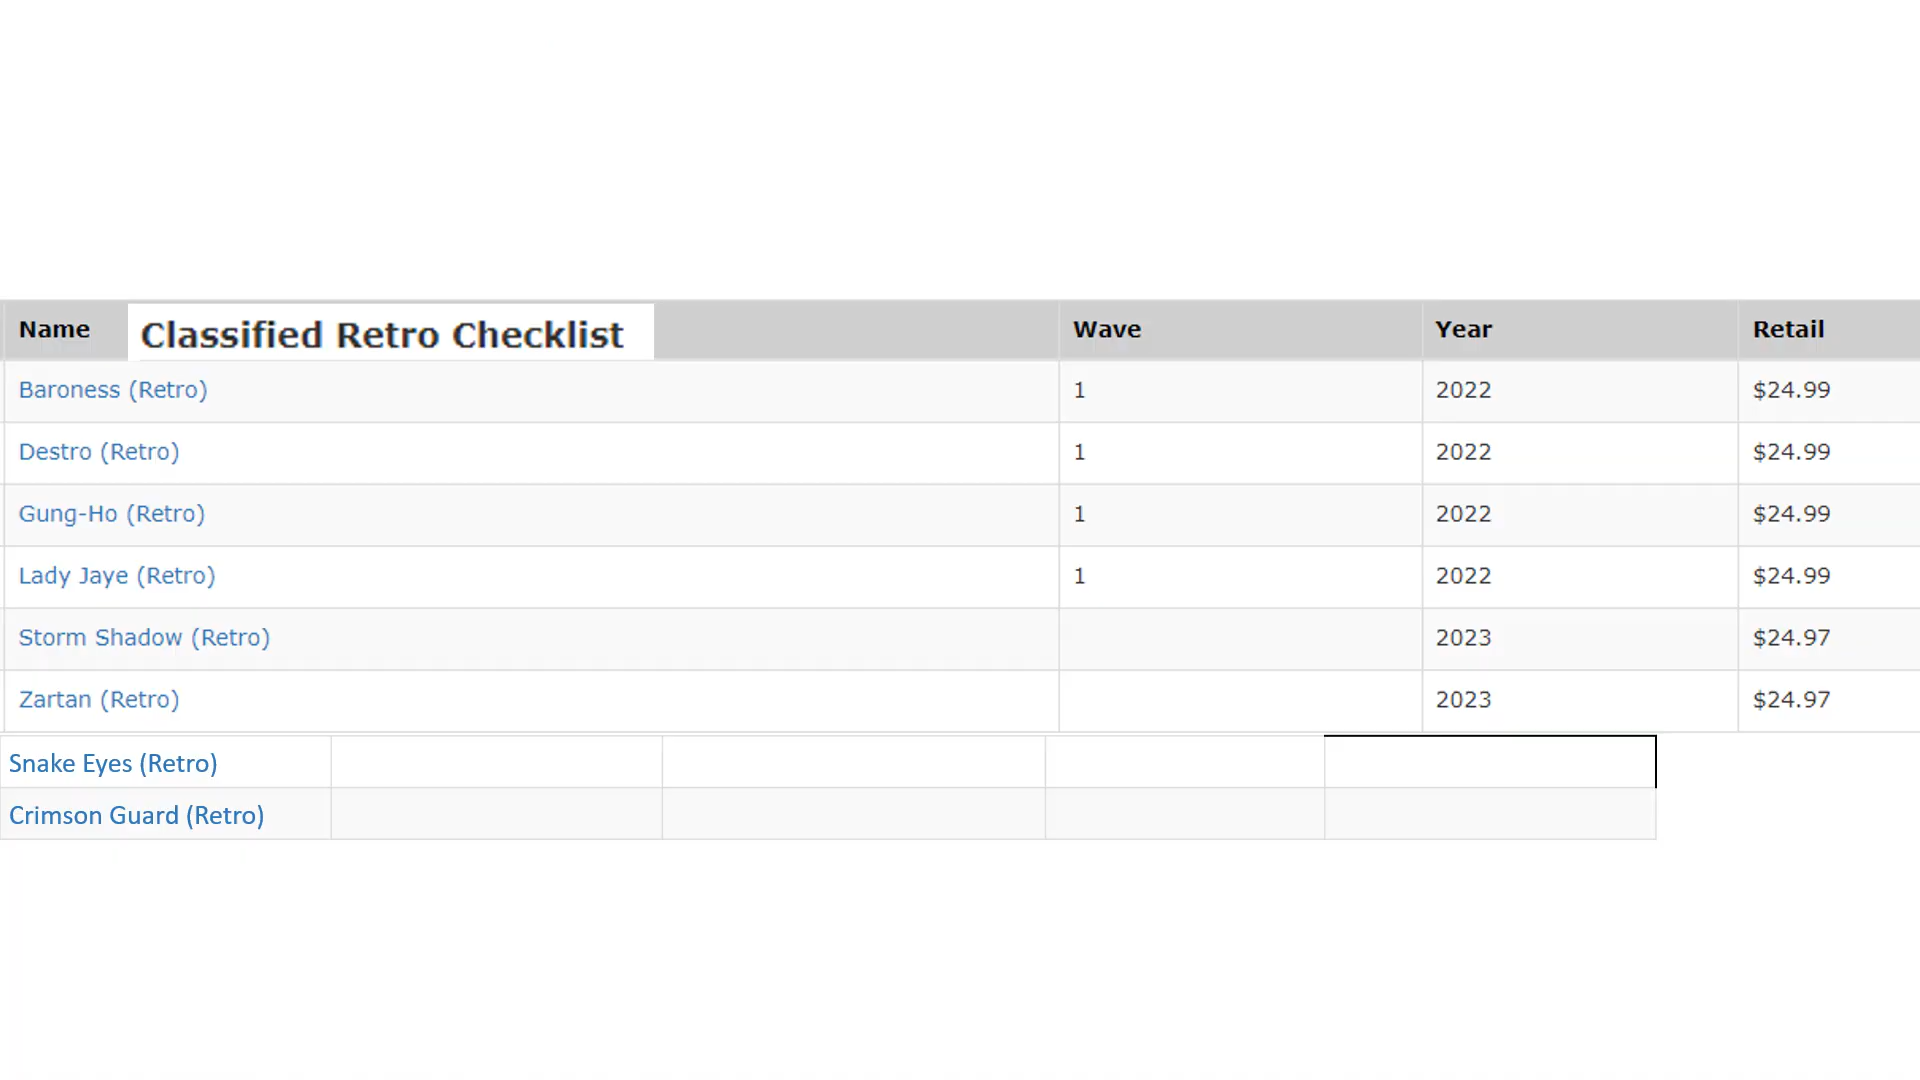 Name Classified Retro Checklist Wave Year Retail
Baroness (Retro) 1 2022 $24.99
Destro (Retro) 1 2022 $24.99
Gung-Ho (Retro) 1 2022 $24.99
Lady Jaye (Retro) 1 2022 $24.99
Storm Shadow (Retro) 2023 $24.97
Zartan (Retro) 2023 $24.97
Snake Eyes (Retro)
Crimson Guard (Retro)